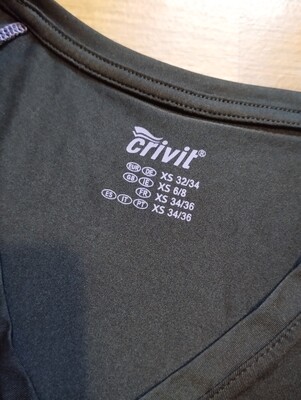 crivit®
EUR DE XS 32/34
GB IE XS 6/8
FR XS 34/36
ES IT PT XS 34/36